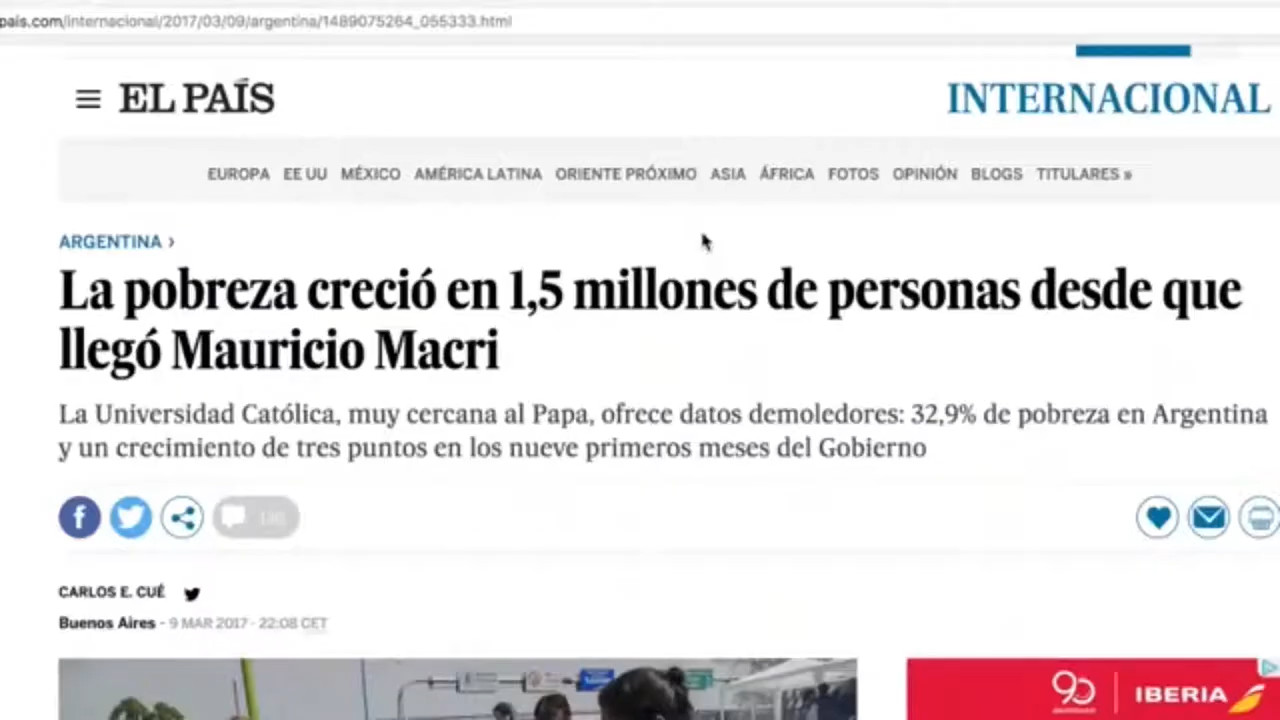 pais.com/internacional/2017/03/09/argentina/1489075264_055333.html
EL PAÍS
INTERNACIONAL
EUROPA EE UU MÉXICO AMÉRICA LATINA ORIENTE PRÓXIMO ASIA ÁFRICA FOTOS OPINIÓN BLOGS TITULARES »
ARGENTINA ›
La pobreza creció en 1,5 millones de personas desde que
llegó Mauricio Macri
La Universidad Católica, muy cercana al Papa, ofrece datos demoledores: 32,9% de pobreza en Argentina
y un crecimiento de tres puntos en los nueve primeros meses del Gobierno
CARLOS E. CUÉ
Buenos Aires - 9 MAR 2017 - 22:08 CET
90
IBERIA